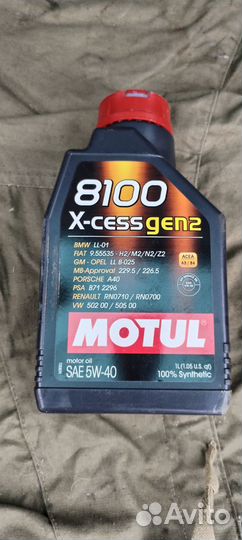 8100
X-cess gen2
BMW LL-01
FIAT 9.55535 - H2/M2/N2/Z2
GM - OPEL LL B-025
MB-Approval 229.5 / 226.5
PORSCHE A40
PSA B71 2296
RENAULT RN0710 / RN0700
VW 502 00 / 505 00
ACEA
A3 / B4
MOTUL
motor oil
SAE 5W-40
1L (1.05 U.S. qt)
100% Synthetic
Avito